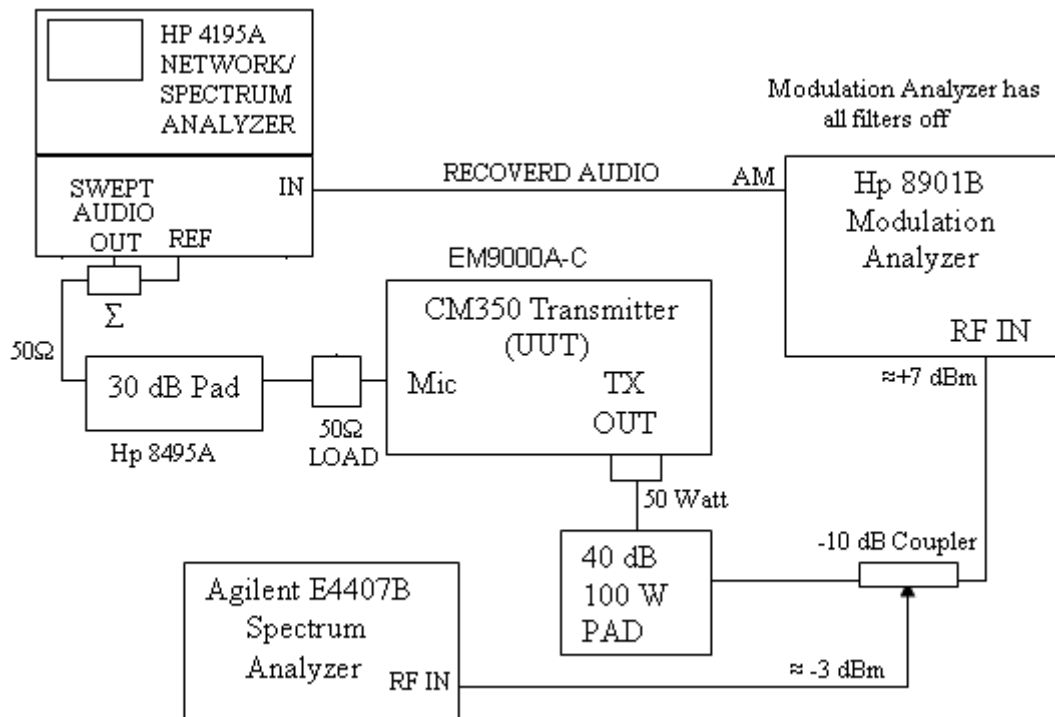 HP 4195A
NETWORK/
SPECTRUM
ANALYZER
SWEPT
AUDIO
OUT
REF
IN
RECOVERD AUDIO
AM
Modulation Analyzer has
all filters off
Hp 8901B
Modulation
Analyzer
RF IN
≈+7 dBm
Σ
50Ω
30 dB Pad
Hp 8495A
50Ω
LOAD
EM9000A-C
CM350 Transmitter
(UUT)
Mic
TX
OUT
50 Watt
40 dB
100 W
PAD
-10 dB Coupler
≈ -3 dBm
Agilent E4407B
Spectrum
Analyzer
RF IN